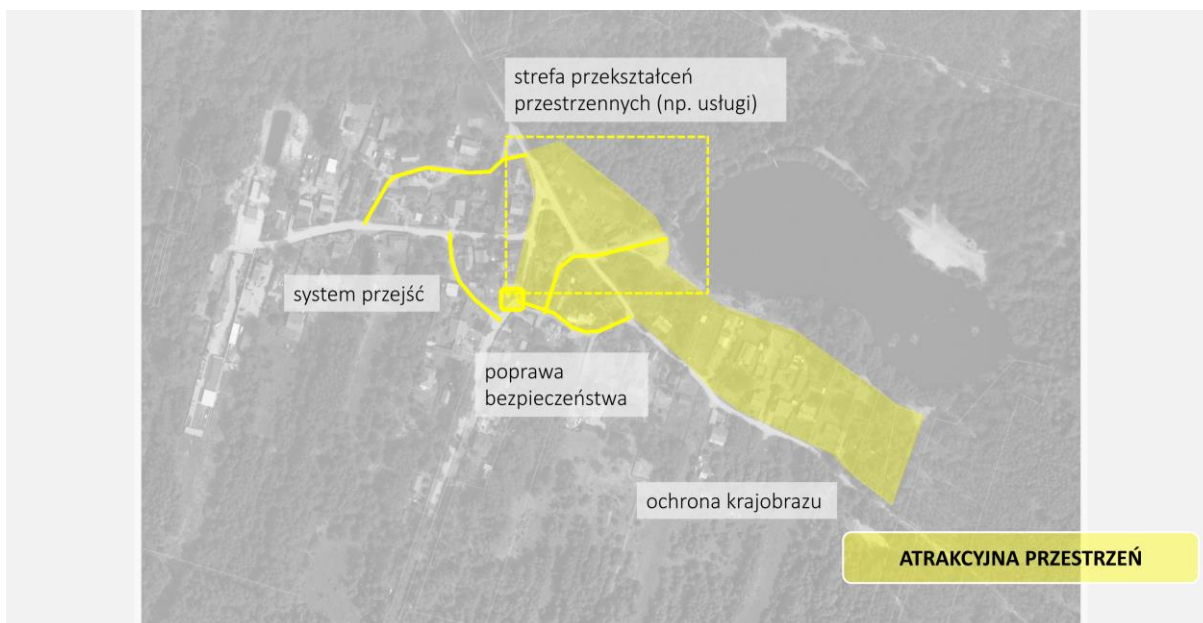 strefa przekształceń
przestrzennych (np. usługi)
system przejść
poprawa
bezpieczeństwa
ochrona krajobrazu
ATRAKCYJNA PRZESTRZEŃ